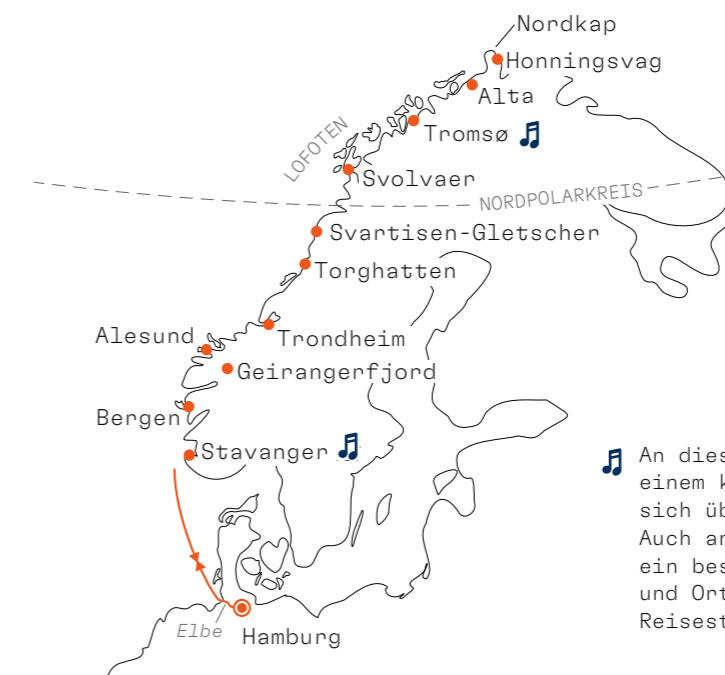 Nordkap
Honningsvag
Alta
Tromsø
LOFOTEN
Svolvaer
NORDPOLARKREIS
Svartisen-Gletscher
Torghatten
Alesund
Trondheim
Geirangerfjord
Bergen
Stavanger
An dies
einem k
sich üb
Auch an
ein bes
und Ort
Reisest
Elbe
Hamburg